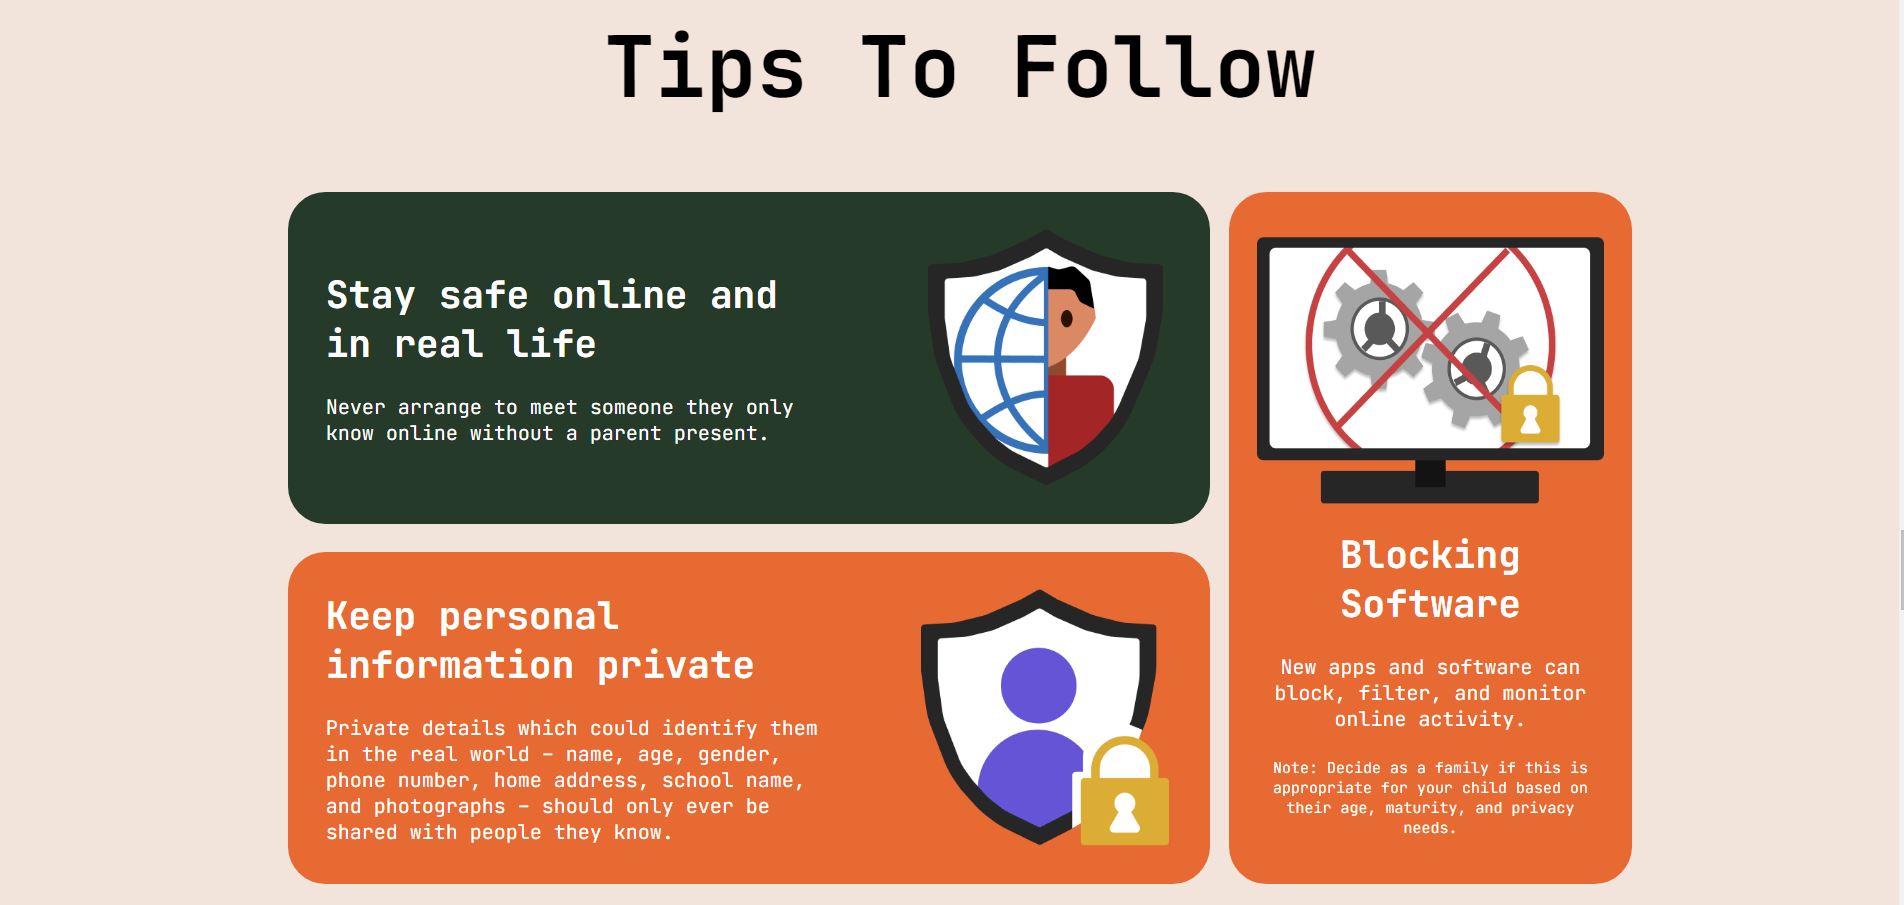 Tips To Follow
Stay safe online and
in real life
Never arrange to meet someone they only
know online without a parent present.
Keep personal
information private
Private details which could identify them
in the real world - name, age, gender,
phone number, home address, school name,
and photographs - should only ever be
shared with people they know.
Blocking
Software
New apps and software can
block, filter, and monitor
online activity.
Note: Decide as a family if this is
appropriate for your child based on
their age, maturity, and privacy
needs.